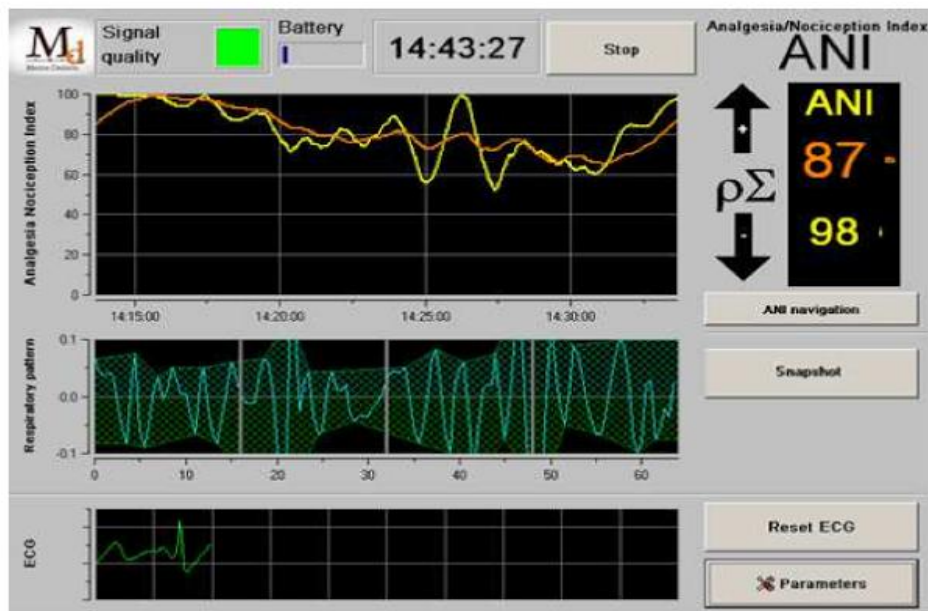 Md
Signal quality
Battery
14:43:27
Stop
Analgesia/Nociception Index
ANI
Analgesia Nociception Index
100
80
60
40
20
0
14:15:00 14:20:00 14:25:00 14:30:00
+
ρΣ
-
ANI
87
98
ANI navigation
Respiratory pattern
0.1
0.0
-0.1
0 10 20 30 40 50 60
Snapshot
ECG
Reset ECG
Parameters